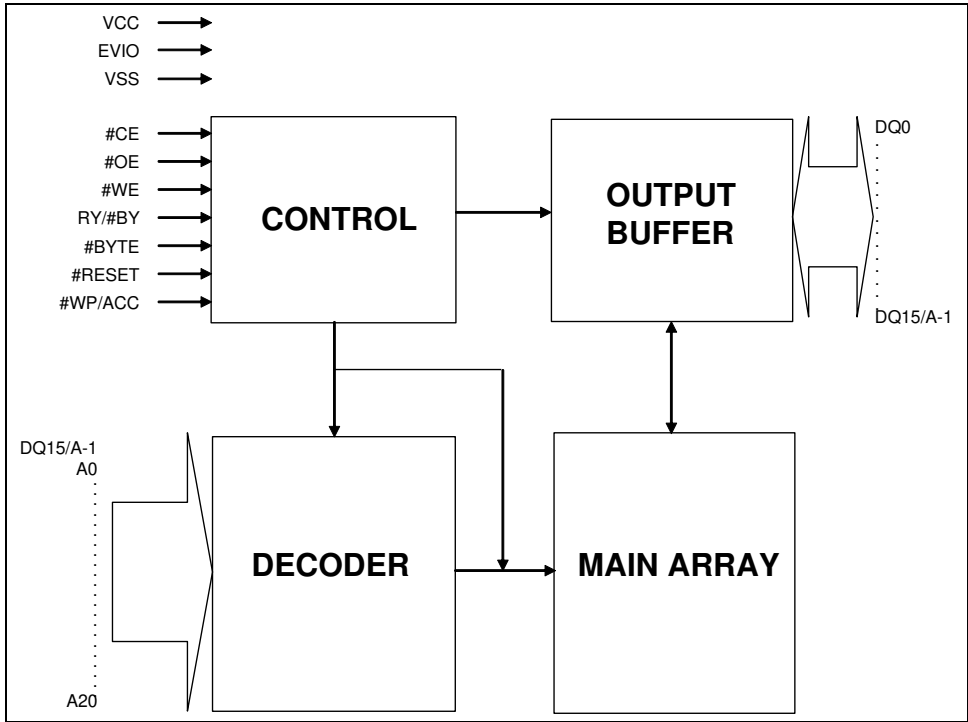 VCC
EVIO
VSS
#CE
#OE
#WE
RY/#BY
#BYTE
#RESET
#WP/ACC
CONTROL
OUTPUT
BUFFER
DQ0
DQ15/A-1
DQ15/A-1
A0
A20
DECODER
MAIN ARRAY